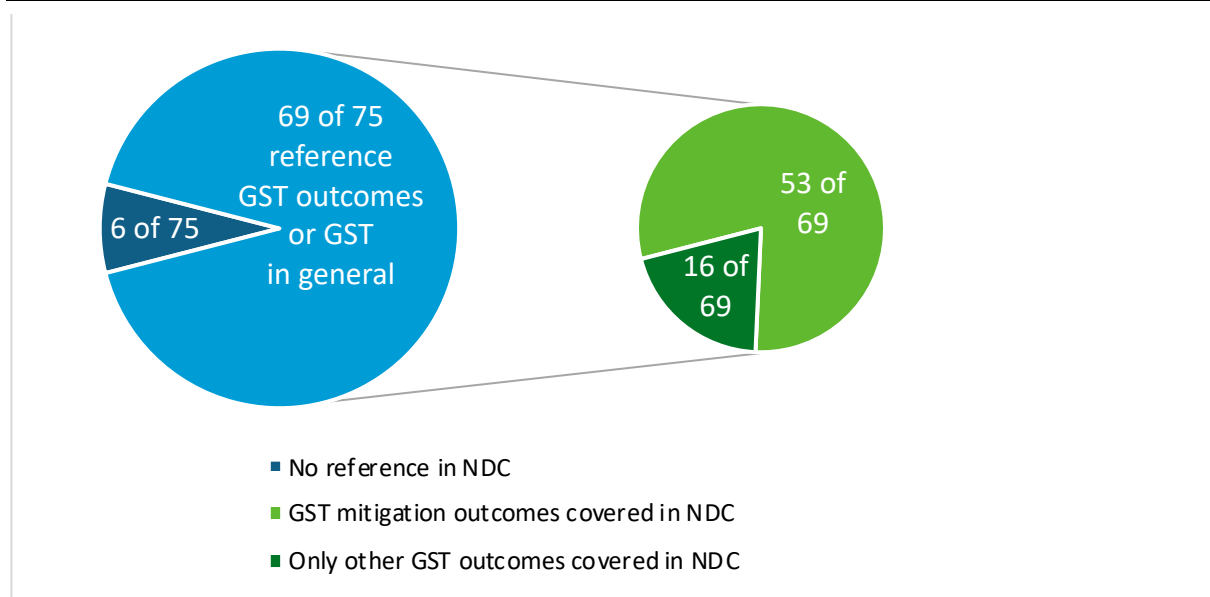 69 of 75
reference
GST outcomes
or GST
in general
6 of 75
53 of
69
16 of
69
No reference in NDC
GST mitigation outcomes covered in NDC
Only other GST outcomes covered in NDC